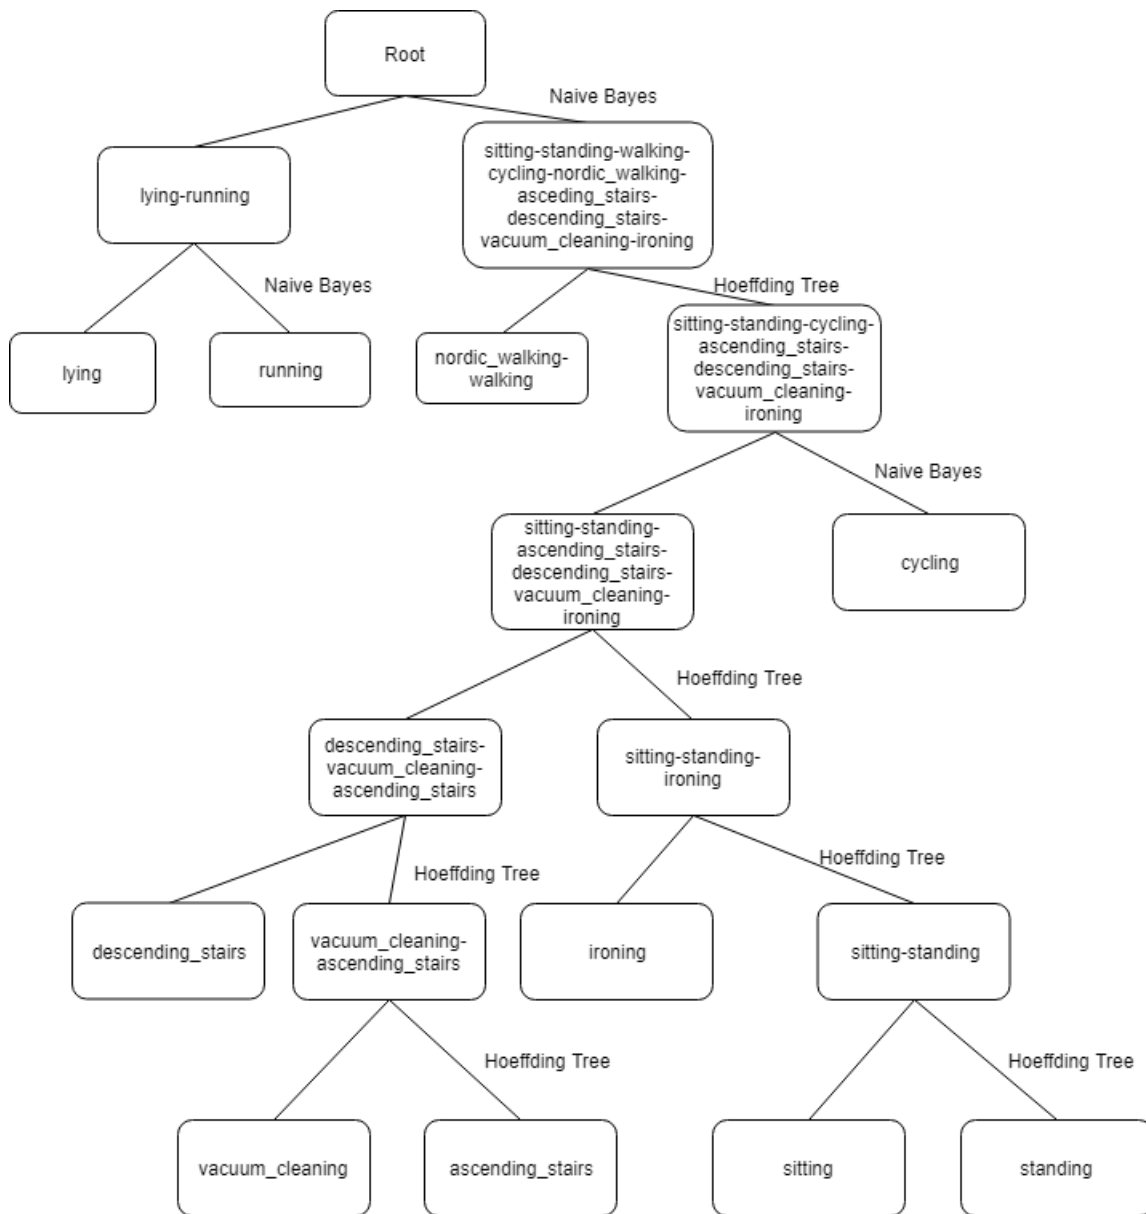 Root
Naive Bayes
lying-running
sitting-standing-walking-
cycling-nordic_walking-
asceding_stairs-
descending_stairs-
vacuum_cleaning-ironing
Naive Bayes
Hoeffding Tree
lying
running
nordic_walking-
walking
sitting-standing-cycling-
ascending_stairs-
descending_stairs-
vacuum_cleaning-
ironing
Naive Bayes
sitting-standing-
ascending_stairs-
descending_stairs-
vacuum_cleaning-
ironing
cycling
Hoeffding Tree
descending_stairs-
vacuum_cleaning-
ascending_stairs
sitting-standing-
ironing
Hoeffding Tree
Hoeffding Tree
descending_stairs
vacuum_cleaning-
ascending_stairs
ironing
sitting-standing
Hoeffding Tree
Hoeffding Tree
vacuum_cleaning
ascending_stairs
sitting
standing